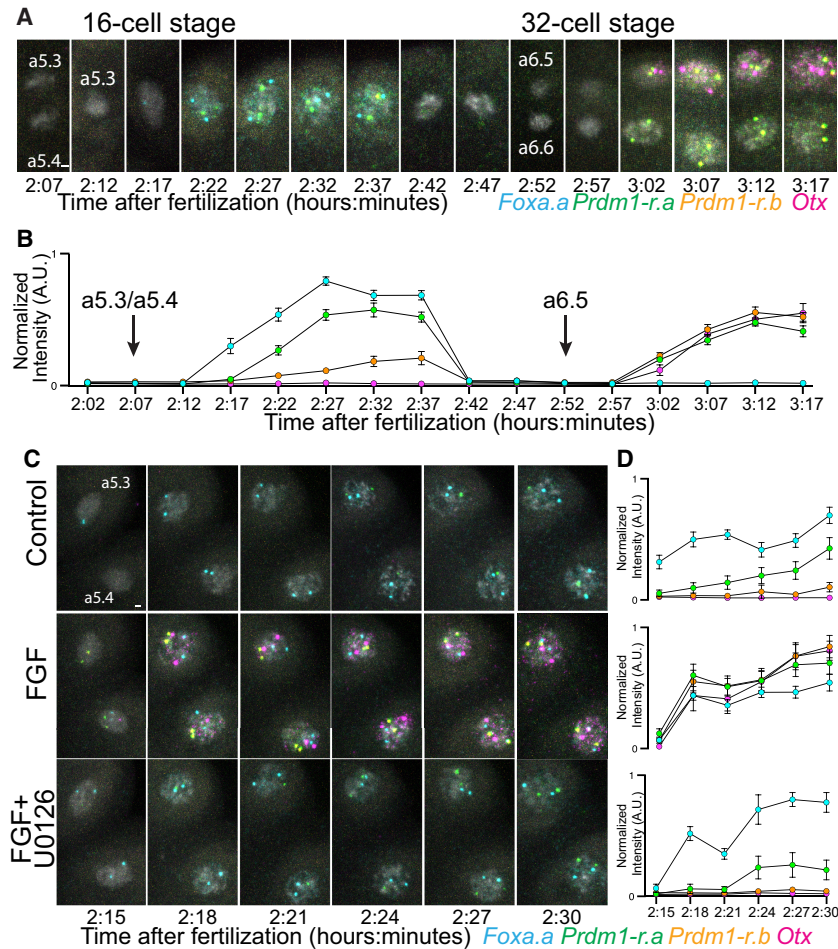 A
16-cell stage 32-cell stage
a5.3 a5.3 a6.5
a5.4 a6.6
2:07 2:12 2:17 2:22 2:27 2:32 2:37 2:42 2:47 2:52 2:57 3:02 3:07 3:12 3:17
Time after fertilization (hours:minutes) Foxa.a Prdm1-r.a Prdm1-r.b Otx
B
Normalized
Intensity (A.U.)
1
0
a5.3/a5.4 a6.5
2:02 2:07 2:12 2:17 2:22 2:27 2:32 2:37 2:42 2:47 2:52 2:57 3:02 3:07 3:12 3:17
Time after fertilization (hours:minutes)
C
Control
a5.3
a5.4
FGF
FGF+
U0126
2:15 2:18 2:21 2:24 2:27 2:30
Time after fertilization (hours:minutes) Foxa.a Prdm1-r.a Prdm1-r.b Otx
D
Normalized
Intensity (A.U.)
1
0
Normalized
Intensity (A.U.)
1
0
Normalized
Intensity (A.U.)
1
0
2:15 2:18 2:21 2:24 2:27 2:30